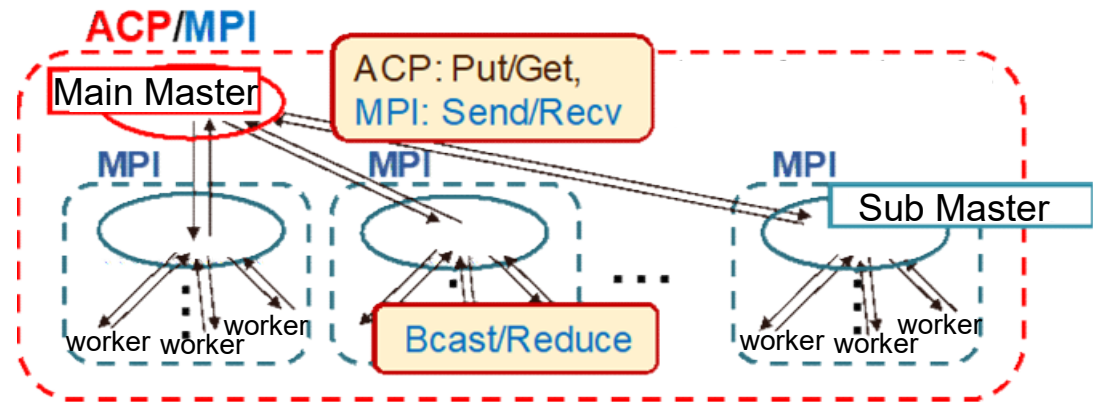 ACP/MPI
Main Master
ACP: Put/Get,
MPI: Send/Recv
MPI
MPI
MPI
Sub Master
worker
worker
worker
Bcast/Reduce
worker
worker
worker